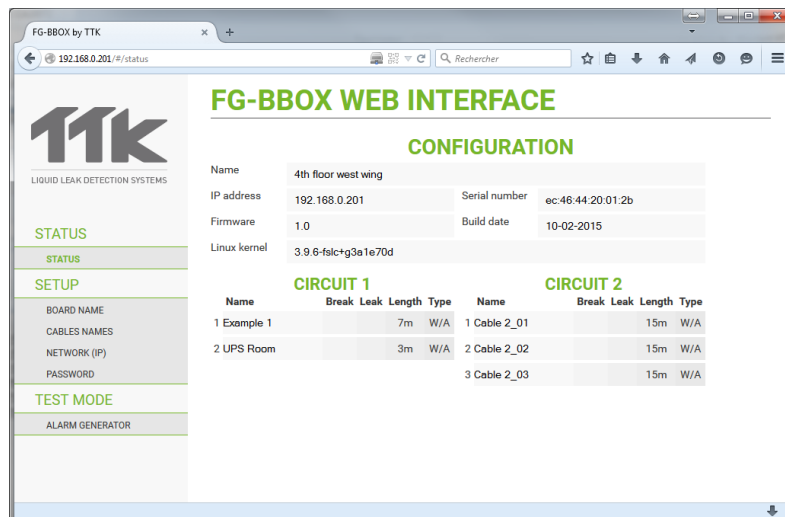 FG-BBOX by TTK
192.168.0.201/#/status
Rechercher
TTK
LIQUID LEAK DETECTION SYSTEMS
STATUS
STATUS
SETUP
BOARD NAME
CABLES NAMES
NETWORK (IP)
PASSWORD
TEST MODE
ALARM GENERATOR
FG-BBOX WEB INTERFACE
CONFIGURATION
Name 4th floor west wing
IP address 192.168.0.201 Serial number ec:46:44:20:01:2b
Firmware 1.0 Build date 10-02-2015
Linux kernel 3.9.6-fslc+g3a1e70d
CIRCUIT 1
Name Break Leak Length Type
1 Example 1 7m W/A
2 UPS Room 3m W/A
CIRCUIT 2
Name Break Leak Length Type
1 Cable 2_01 15m W/A
2 Cable 2_02 15m W/A
3 Cable 2_03 15m W/A